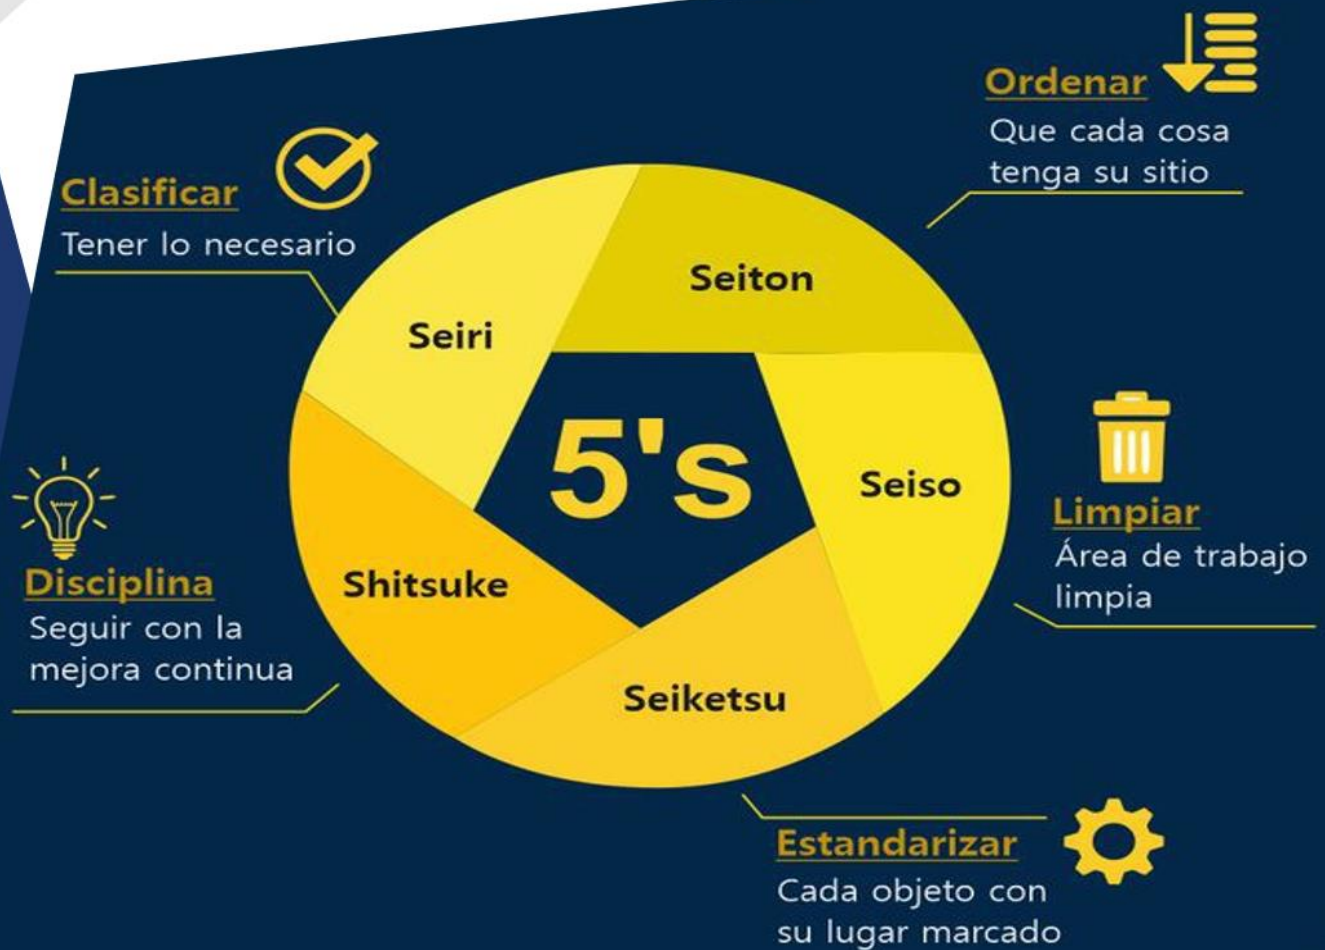 Ordenar
Que cada cosa
tenga su sitio
Clasificar
Tener lo necesario
Seiton
Seiri
5's
Seiso
Limpiar
Área de trabajo
limpia
Disciplina
Seguir con la
mejora continua
Shitsuke
Seiketsu
Estandarizar
Cada objeto con
su lugar marcado